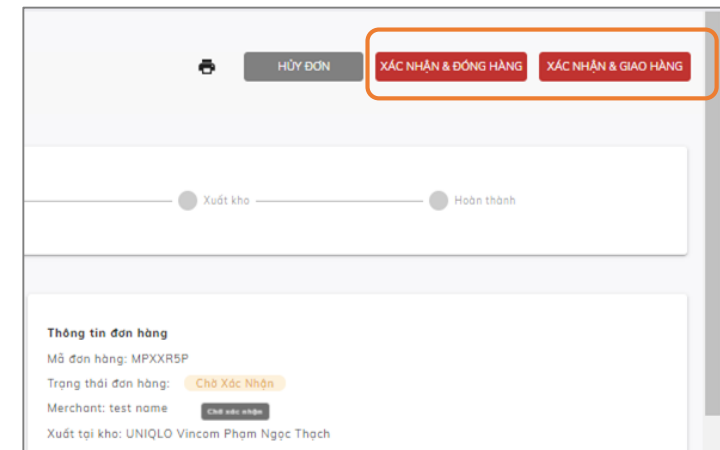 HỦY ĐƠN
XÁC NHẬN & ĐÓNG HÀNG
XÁC NHẬN & GIAO HÀNG
Xuất kho
Hoàn thành
Thông tin đơn hàng
Mã đơn hàng: MPXXR5P
Trạng thái đơn hàng: Chờ Xác Nhận
Merchant: test name
Chờ xác nhận
Xuất tại kho: UNIQLO Vincom Phạm Ngọc Thạch